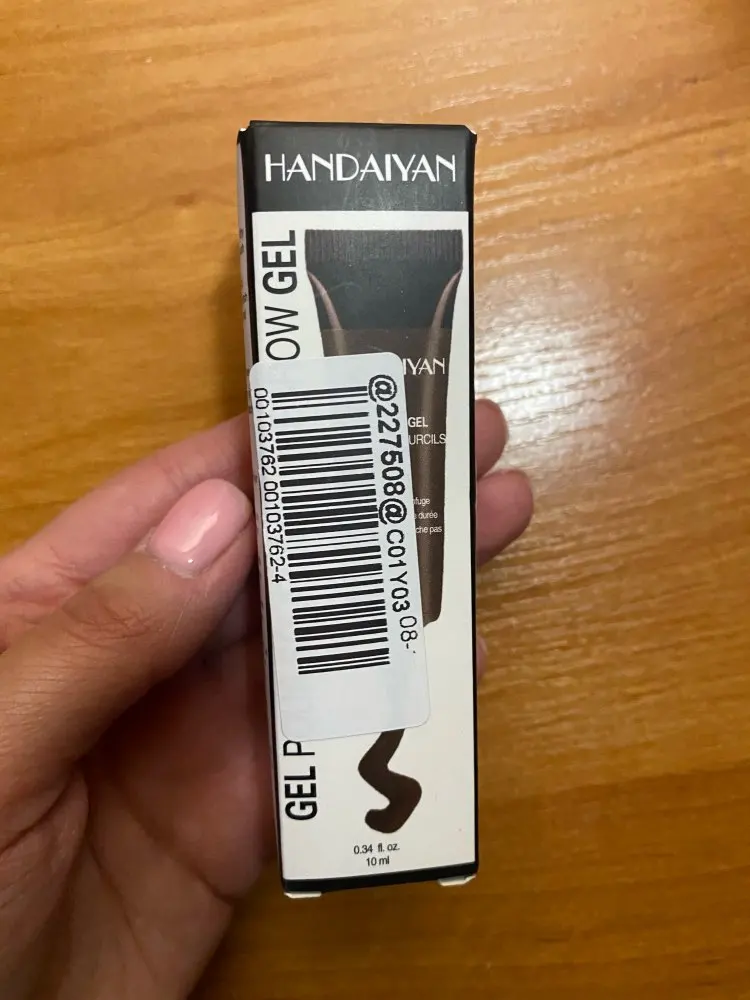 HANDAIYAN
OW GEL
IYAN
GEL
URCILS
fuge
durée
che pas
@227508@ C01Y03 08-
00103762 00103762-4
GEL P
0.34 fl. oz.
10 ml